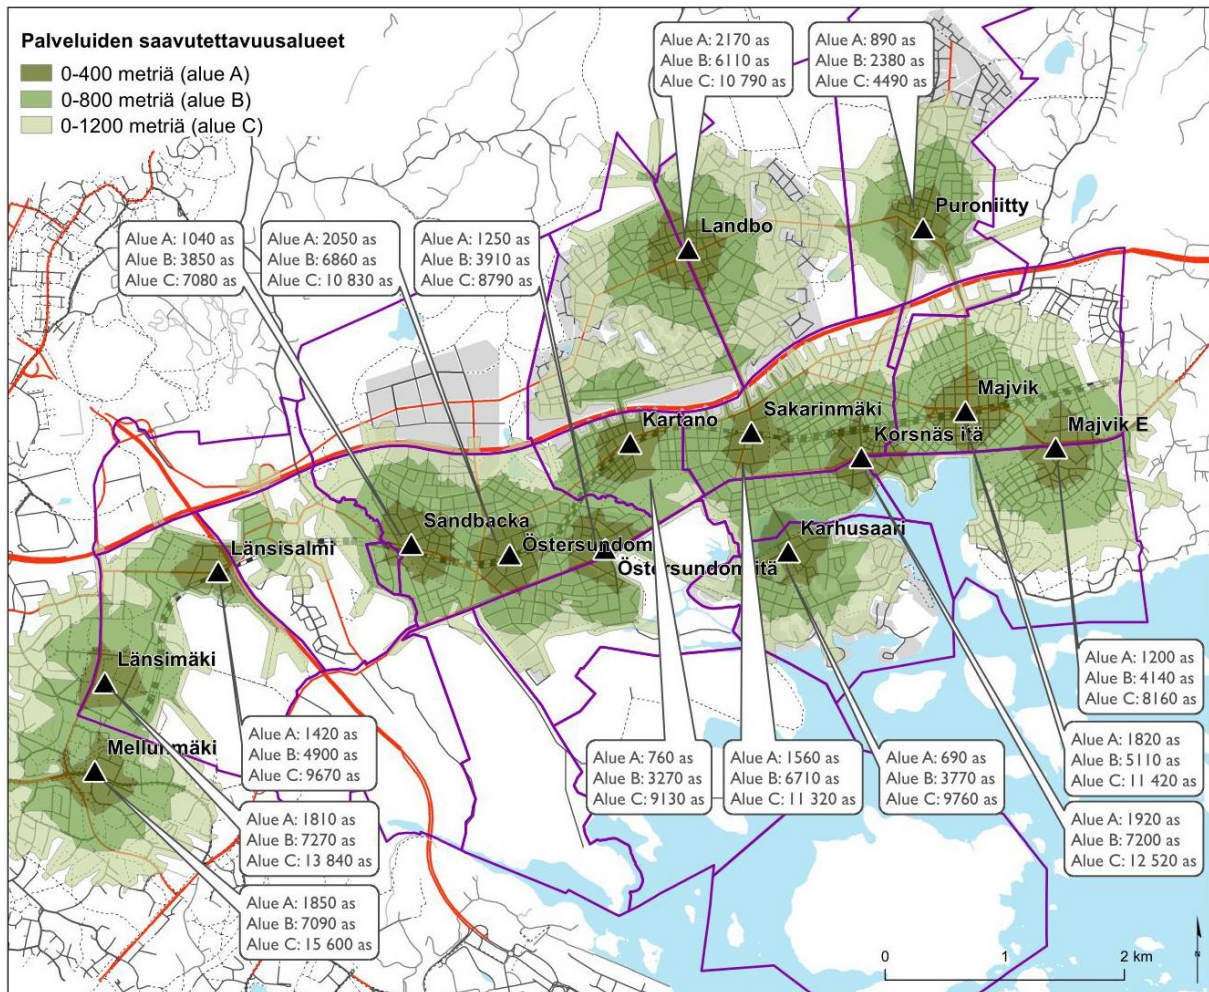 Palveluiden saavutettavuusalueet
0-400 metriä (alue A)
0-800 metriä (alue B)
0-1200 metriä (alue C)
Alue A: 2170 as
Alue B: 6110 as
Alue C: 10 790 as
Alue A: 890 as
Alue B: 2380 as
Alue C: 4490 as
Alue A: 1040 as
Alue B: 3850 as
Alue C: 7080 as
Alue A: 2050 as
Alue B: 6860 as
Alue C: 10 830 as
Alue A: 1250 as
Alue B: 3910 as
Alue C: 8790 as
Landbo
Puroniitty
Kartano
Sakarinmäki
Korsnäs itä
Majvik
Majvik E
Sandbacka
Östersundom
Östersundom itä
Karhusaari
Länsisalmi
Länsimäki
Mellunmäki
Alue A: 1200 as
Alue B: 4140 as
Alue C: 8160 as
Alue A: 1420 as
Alue B: 4900 as
Alue C: 9670 as
Alue A: 760 as
Alue B: 3270 as
Alue C: 9130 as
Alue A: 1560 as
Alue B: 6710 as
Alue C: 11 320 as
Alue A: 690 as
Alue B: 3770 as
Alue C: 9760 as
Alue A: 1820 as
Alue B: 5110 as
Alue C: 11 420 as
Alue A: 1810 as
Alue B: 7270 as
Alue C: 13 840 as
Alue A: 1920 as
Alue B: 7200 as
Alue C: 12 520 as
Alue A: 1850 as
Alue B: 7090 as
Alue C: 15 600 as
0 1 2 km